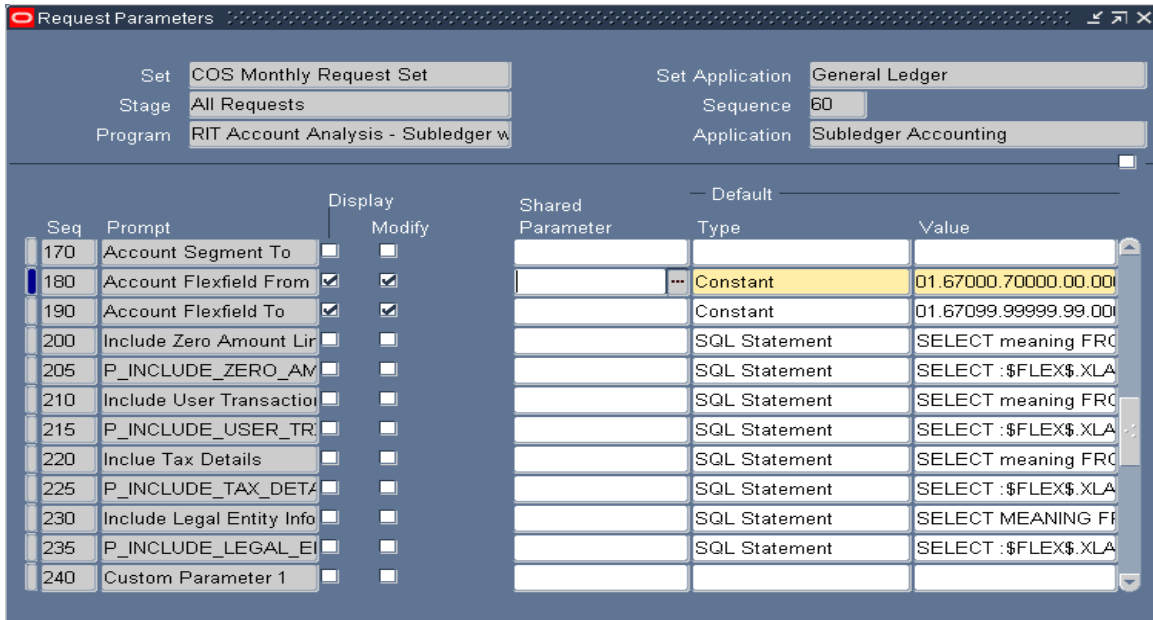 Request Parameters
Set COS Monthly Request Set Set Application General Ledger
Stage All Requests Sequence 60
Program RIT Account Analysis - Subledger w Application Subledger Accounting
Display Shared Default
Seq Prompt Modify Parameter Type Value
170 Account Segment To
180 Account Flexfield From ... Constant 01.67000.70000.00.00
190 Account Flexfield To Constant 01.67099.99999.99.00
200 Include Zero Amount Lin SQL Statement SELECT meaning FRO
205 P_INCLUDE_ZERO_AM SQL Statement SELECT :$FLEX$.XLA
210 Include User Transaction SQL Statement SELECT meaning FRO
215 P_INCLUDE_USER_TR SQL Statement SELECT :$FLEX$.XLA
220 Inclue Tax Details SQL Statement SELECT meaning FRO
225 P_INCLUDE_TAX_DETA SQL Statement SELECT :$FLEX$.XLA
230 Include Legal Entity Info SQL Statement SELECT MEANING F
235 P_INCLUDE_LEGAL_E SQL Statement SELECT :$FLEX$.XLA
240 Custom Parameter 1